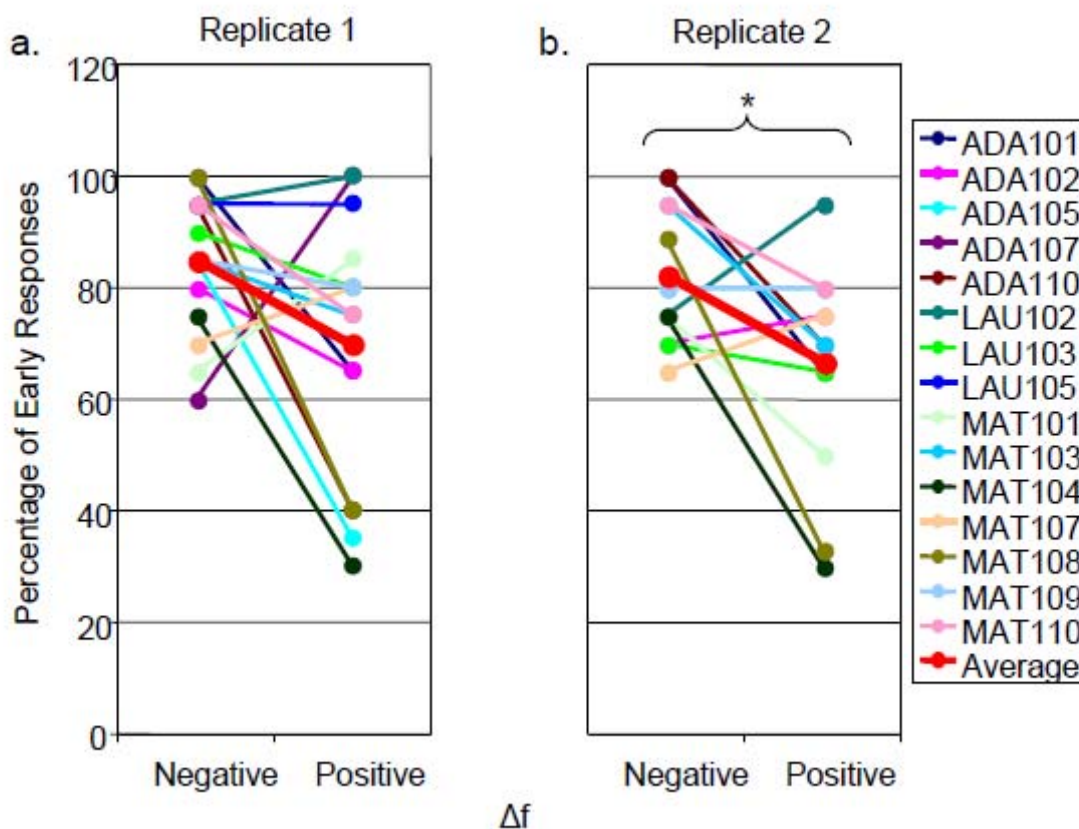 a.
Replicate 1
b.
Replicate 2
Percentage of Early Responses
120
100
80
60
40
20
0
Negative
Positive
*
Negative
Positive
Δf
ADA101
ADA102
ADA105
ADA107
ADA110
LAU102
LAU103
LAU105
MAT101
MAT103
MAT104
MAT107
MAT108
MAT109
MAT110
Average